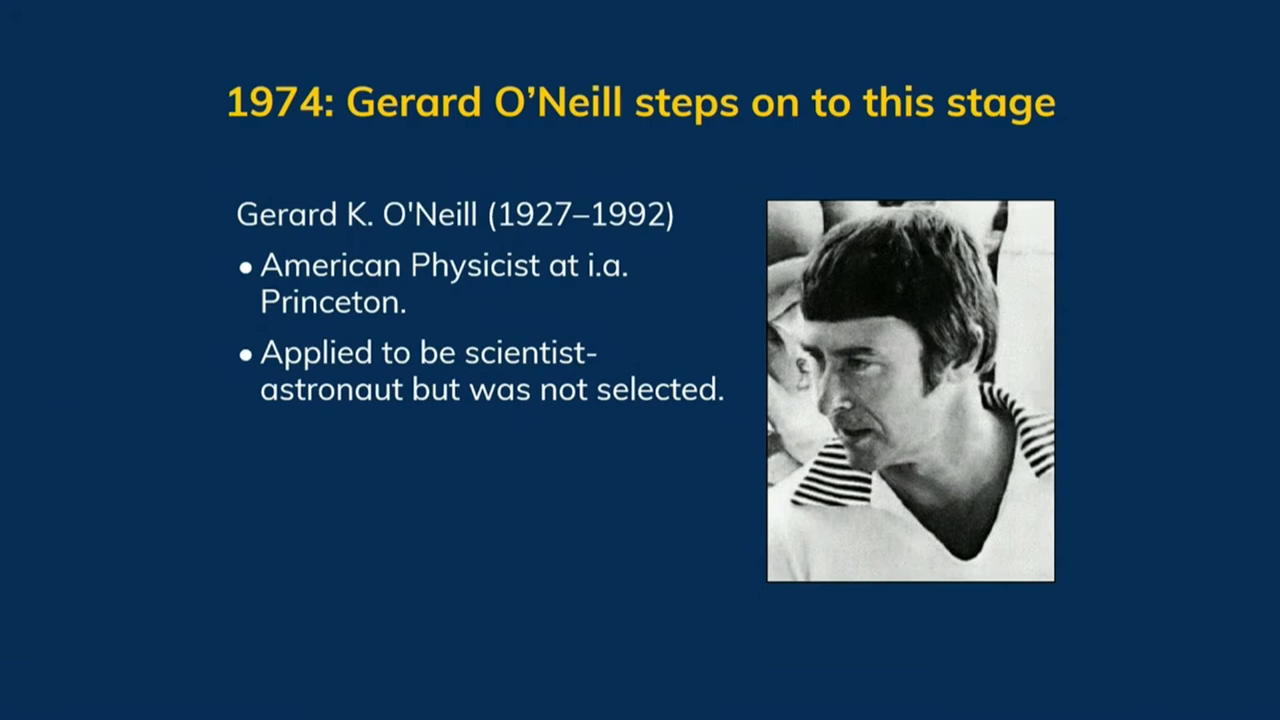 1974: Gerard O’Neill steps on to this stage
Gerard K. O'Neill (1927–1992)
• American Physicist at i.a.
Princeton.
• Applied to be scientist-
astronaut but was not selected.